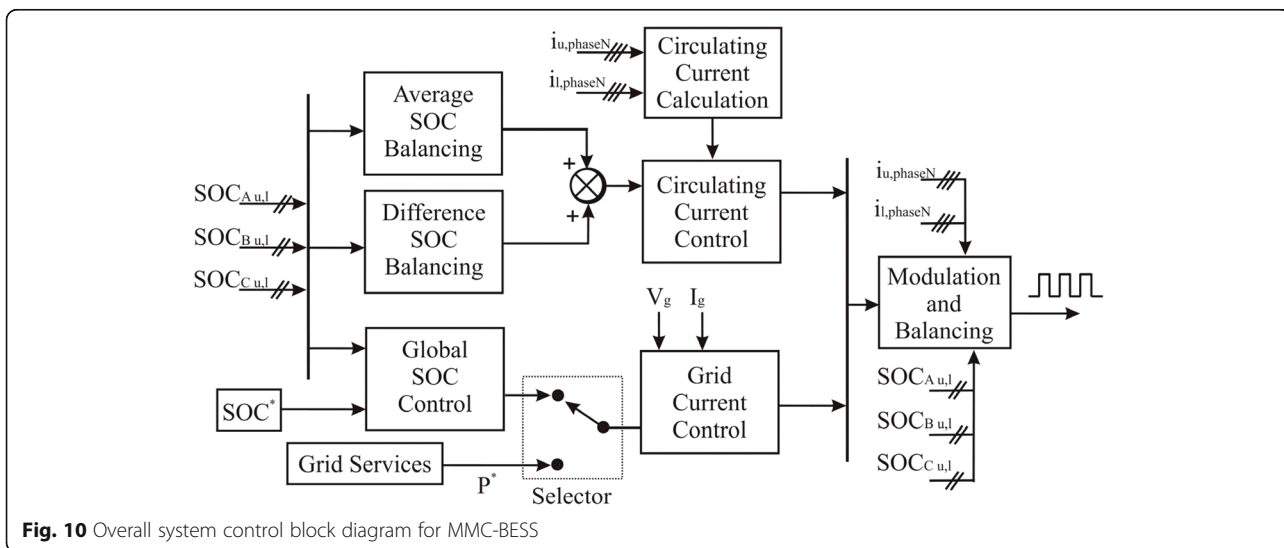 i_u,phaseN
i_l,phaseN
Circulating
Current
Calculation
Average
SOC
Balancing
+
+
SOC_A u,l
SOC_B u,l
SOC_C u,l
Difference
SOC
Balancing
Circulating
Current
Control
i_u,phaseN
i_l,phaseN
Modulation
and
Balancing
V_g
I_g
Global
SOC
Control
SOC*
Grid
Current
Control
SOC_A u,l
SOC_B u,l
SOC_C u,l
Grid Services
P*
Selector
Fig. 10 Overall system control block diagram for MMC-BESS